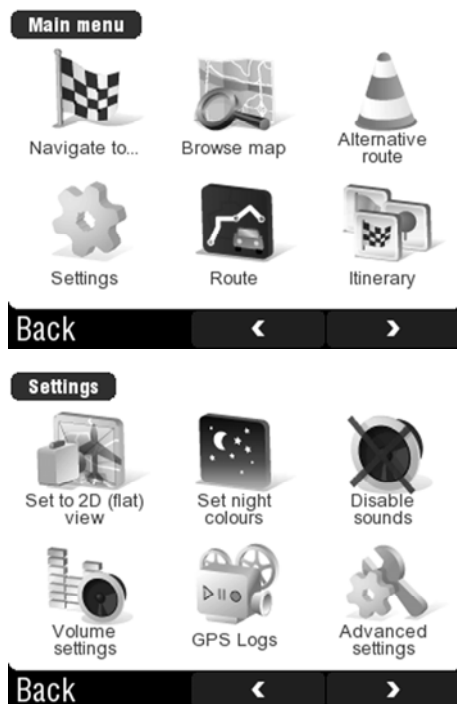 Main menu
Navigate to...
Browse map
Alternative
route
Settings
Route
Itinerary
Back
Settings
Set to 2D (flat)
view
Set night
colours
Disable
sounds
Volume
settings
GPS Logs
Advanced
settings
Back